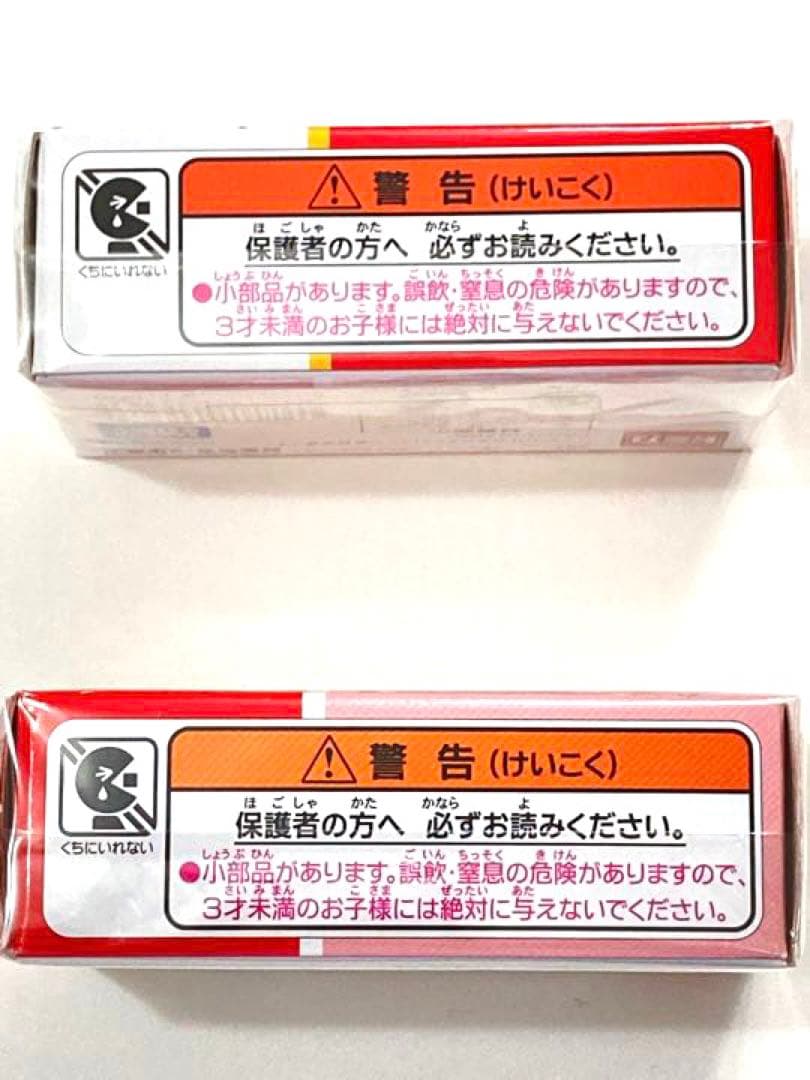 ⚠ 警告(けいこく)
ほごしゃ かた かなら よ
保護者の方へ 必ずお読みください。
くちにいれない
しょうぶひん ごいん ちっそく きけん
●小部品があります。誤飲・窒息の危険がありますので、
さいみまん こさま ぜったい あた
3才未満のお子様には絶対に与えないでください。
⚠ 警告(けいこく)
ほごしゃ かた かなら よ
保護者の方へ 必ずお読みください。
くちにいれない
しょうぶひん ごいん ちっそく きけん
●小部品があります。誤飲・窒息の危険がありますので、
さいみまん こさま ぜったい あた
3才未満のお子様には絶対に与えないでください。